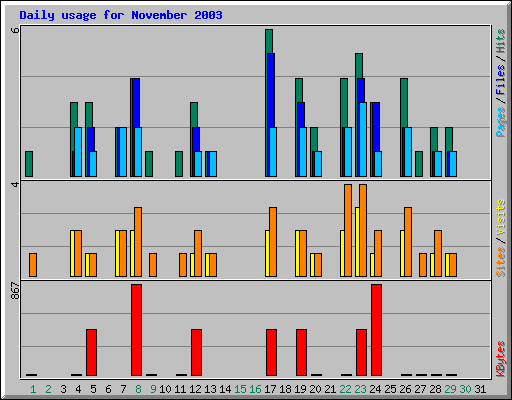 Daily usage for November 2003
6
Pages / Files / Hits
4
Sites / Visits
867
KBytes
1 2 3 4 5 6 7 8 9 10 11 12 13 14 15 16 17 18 19 20 21 22 23 24 25 26 27 28 29 30 31